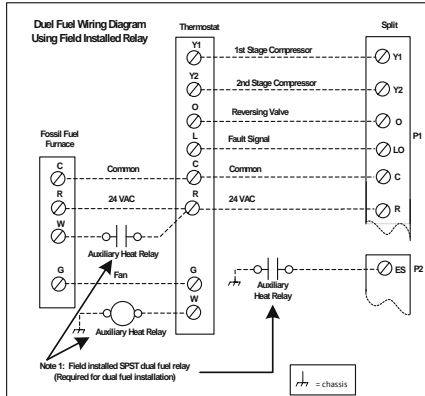 Duel Fuel Wiring Diagram
Using Field Installed Relay
Thermostat
Split
Y1
1st Stage Compressor
Y1
Y2
2nd Stage Compressor
Y2
O
Reversing Valve
O
P1
L
Fault Signal
LO
Fossil Fuel
Furnace
C
Common
C
Common
C
R
24 VAC
R
24 VAC
R
W
Auxiliary Heat Relay
G
Fan
G
Auxiliary
Heat Relay
ES
P2
W
Auxiliary Heat Relay
Note 1: Field installed SPST dual fuel relay
(Required for dual fuel installation)
= chassis